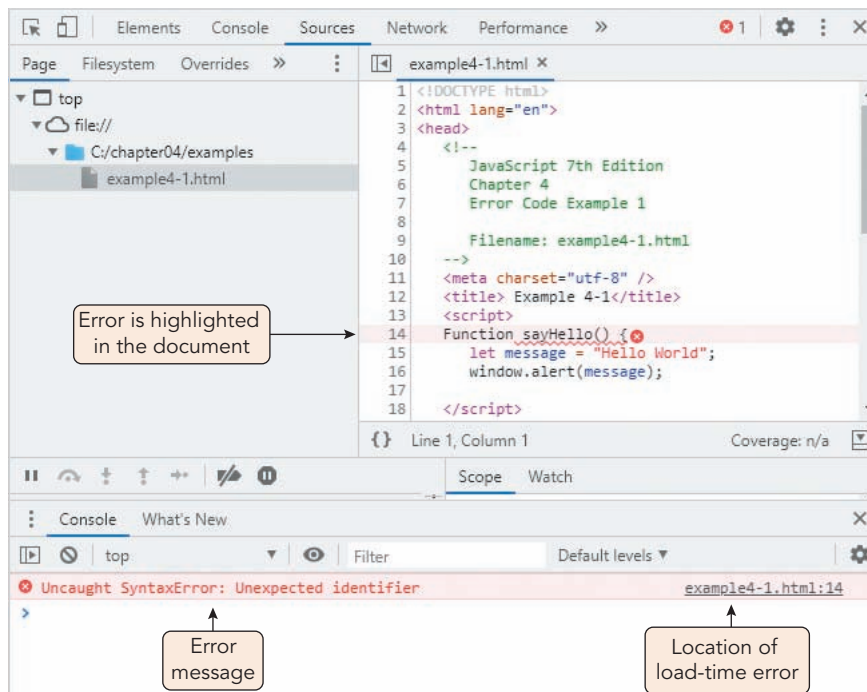 Elements Console Sources Network Performance » 1
Page Filesystem Overrides »
example4-1.html ×
top
file://
C:/chapter04/examples
example4-1.html
1 <!DOCTYPE html>
2 <html lang="en">
3 <head>
4 <!--
5 JavaScript 7th Edition
6 Chapter 4
7 Error Code Example 1
8
9 Filename: example4-1.html
10 -->
11 <meta charset="utf-8" />
12 <title> Example 4-1</title>
13 <script>
14 Function sayHello() {
15 let message = "Hello World";
16 window.alert(message);
17
18 </script>
Error is highlighted
in the document
{} Line 1, Column 1 Coverage: n/a
Scope Watch
Console What's New
top Filter Default levels ▼
Uncaught SyntaxError: Unexpected identifier example4-1.html:14
>
Error
message
Location of
load-time error